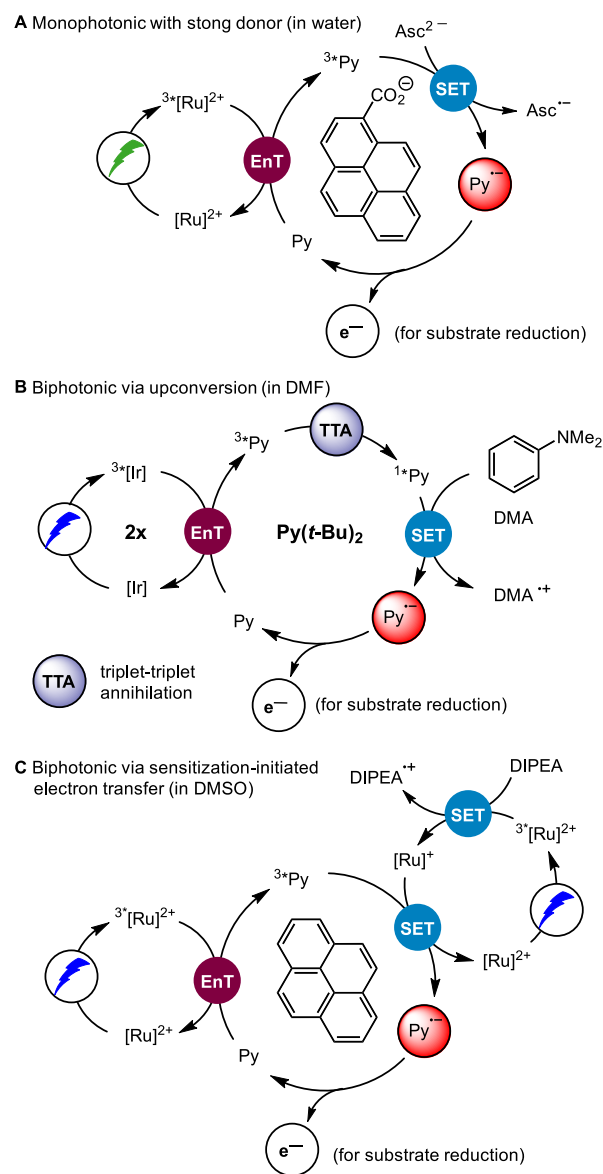 A Monophotonic with stong donor (in water)
Asc2−
3*Py
3*[Ru]2+
CO2⊖
SET
Asc•−
EnT
Py•−
[Ru]2+
Py
e−
(for substrate reduction)
B Biphotonic via upconversion (in DMF)
TTA
3*Py
NMe2
3*[Ir]
1*Py
DMA
2x
EnT
Py(t-Bu)2
SET
[Ir]
DMA•+
Py
Py•−
TTA
triplet-triplet
annihilation
e−
(for substrate reduction)
C Biphotonic via sensitization-initiated
electron transfer (in DMSO)
DIPEA•+
DIPEA
SET
3*[Ru]2+
[Ru]+
3*Py
3*[Ru]2+
SET
EnT
[Ru]2+
[Ru]2+
Py•−
Py
e−
(for substrate reduction)